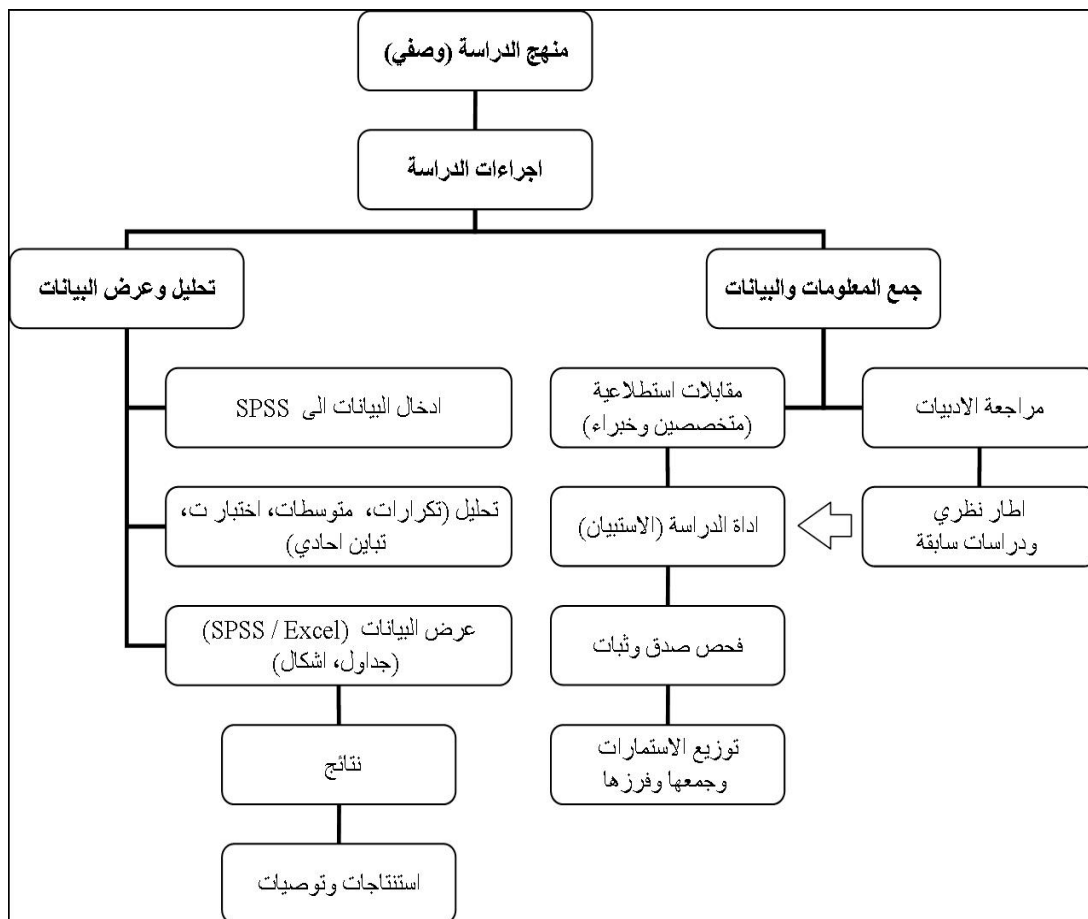 منهج الدراسة (وصفي)
اجراءات الدراسة
جمع المعلومات والبيانات
تحليل وعرض البيانات
مراجعة الادبيات
مقابلات استطلاعية
(متخصصين وخبراء)
ادخال البيانات الى SPSS
اطار نظري
ودراسات سابقة
اداة الدراسة (الاستبيان)
تحليل (تكرارات، متوسطات، اختبار ت،
تباين احادي)
فحص صدق وثبات
عرض البيانات (SPSS / Excel)
(جداول، اشكال)
توزيع الاستمارات
وجمعها وفرزها
نتائج
استنتاجات وتوصيات